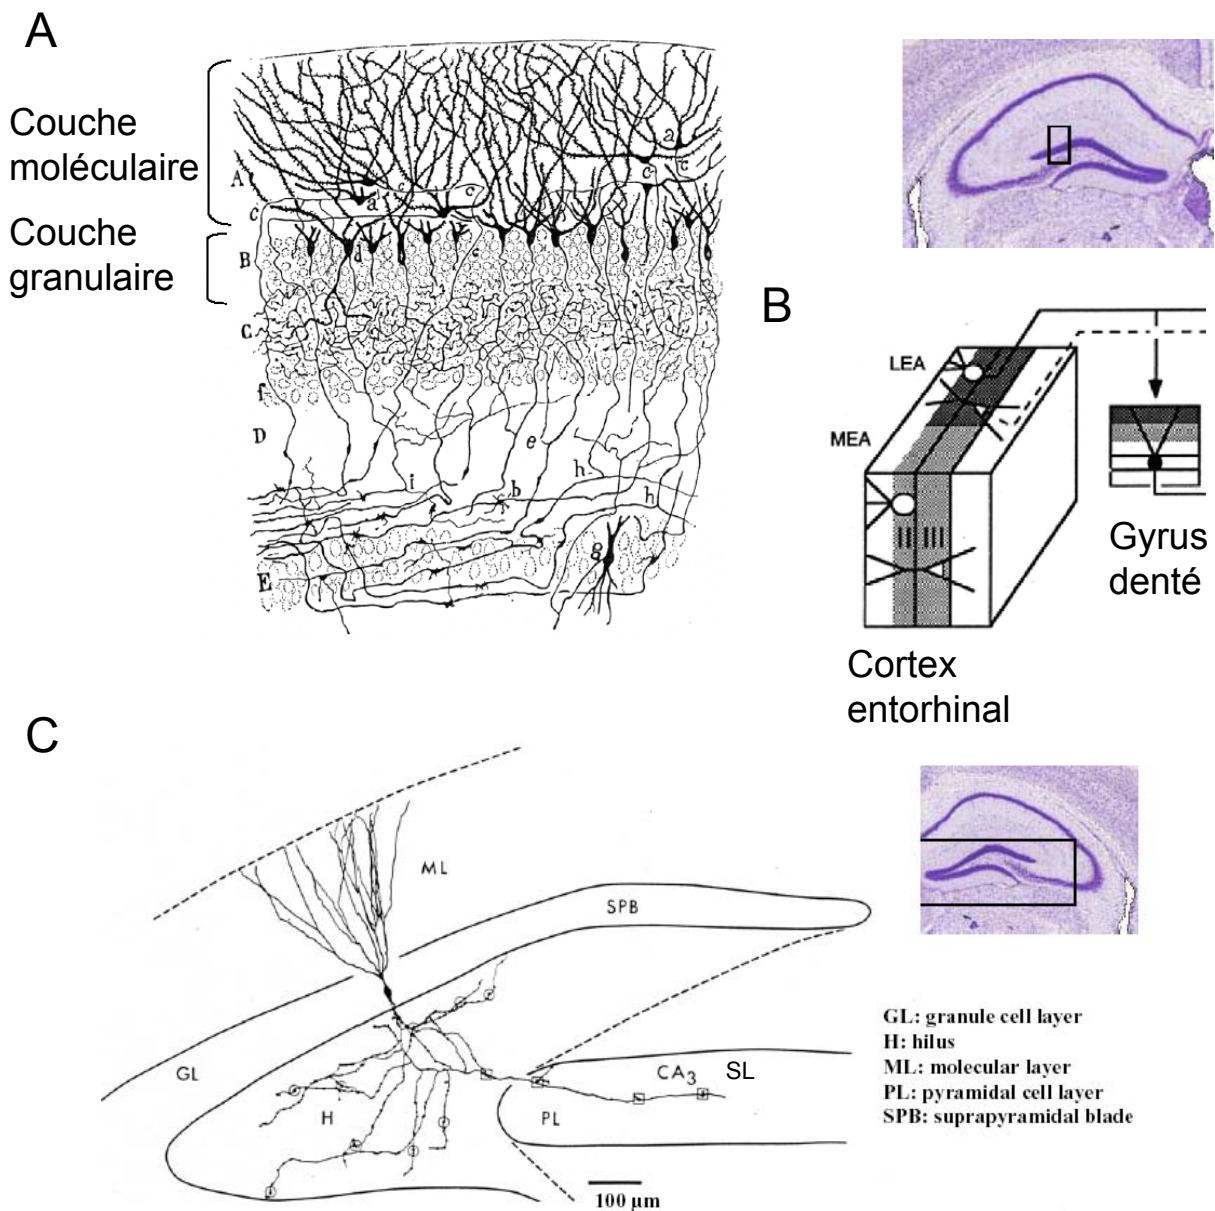 A
Couche
moléculaire
Couche
granulaire
A
a
c
c
c
a
c
c
B
d
e
C
f
D
e
i
b
h
h
g
E
B
LEA
MEA
II III
Gyrus
denté
Cortex
entorhinal
C
ML
SPB
GL
H
PL
CA3 SL
100 µm
GL: granule cell layer
H: hilus
ML: molecular layer
PL: pyramidal cell layer
SPB: suprapyramidal blade